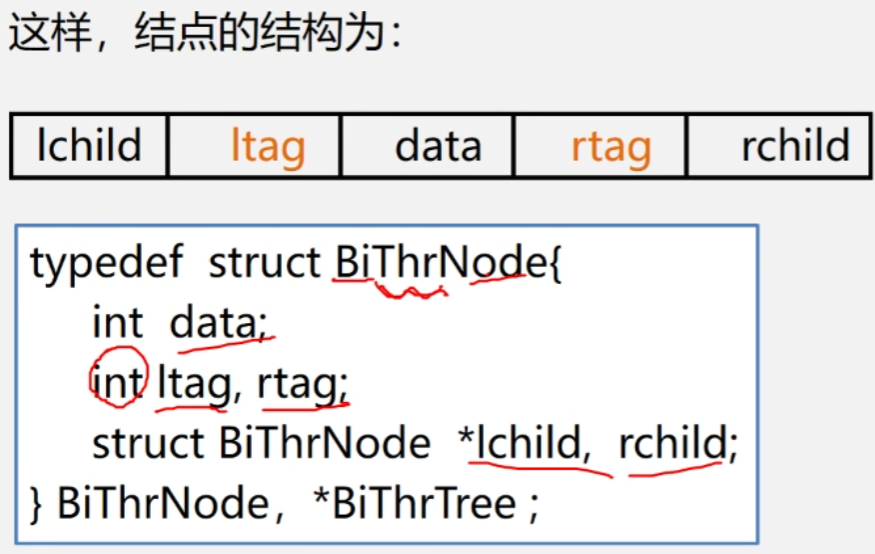 这样，结点的结构为：
lchild ltag data rtag rchild
typedef struct BiThrNode{
int data;
int ltag, rtag;
struct BiThrNode *lchild, rchild;
} BiThrNode，*BiThrTree ;